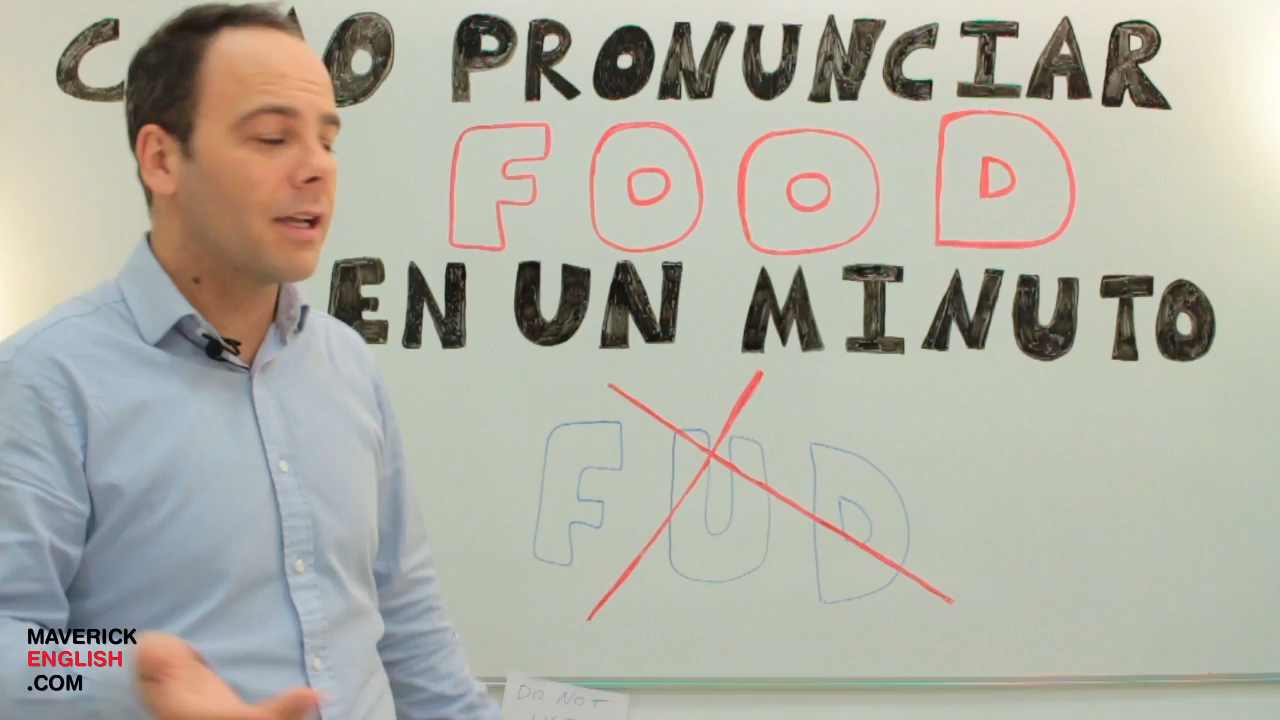 C O PRONUNCIAR
FOOD
EN UN MINUTO
FUD
MAVERICK
ENGLISH
.COM
DO NOT